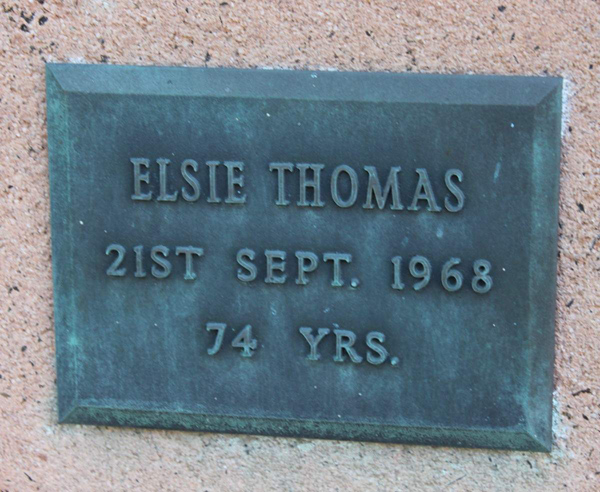 ELSIE THOMAS
21ST SEPT. 1968
74 YRS.